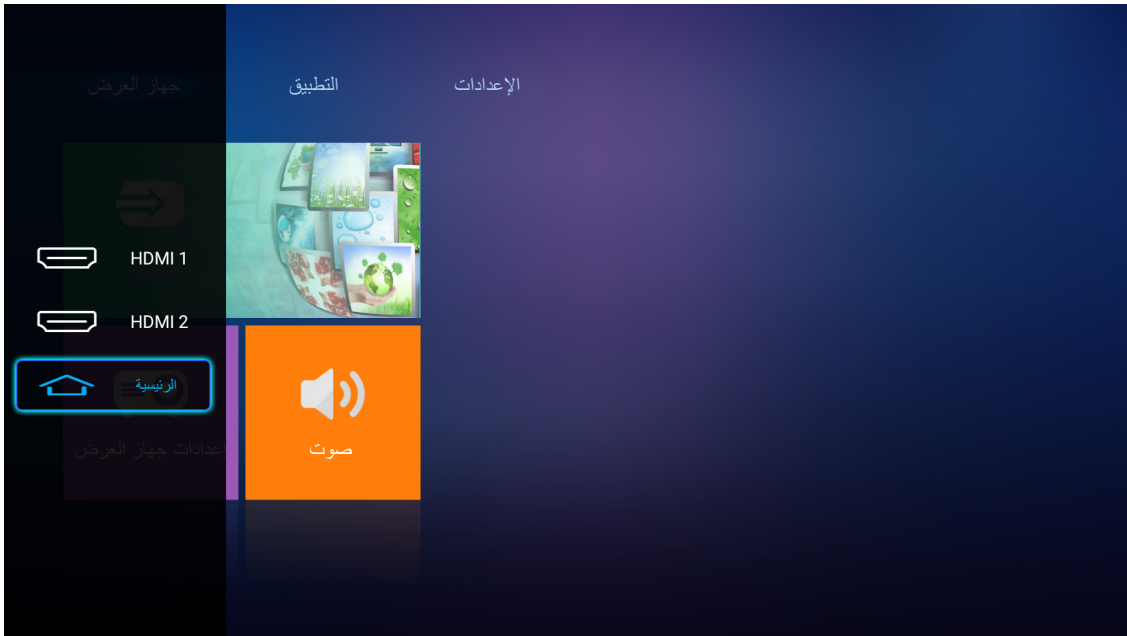 جهاز العرض
التطبيق
الإعدادات
HDMI 1
HDMI 2
الرئيسية
إعدادات جهاز العرض
صوت